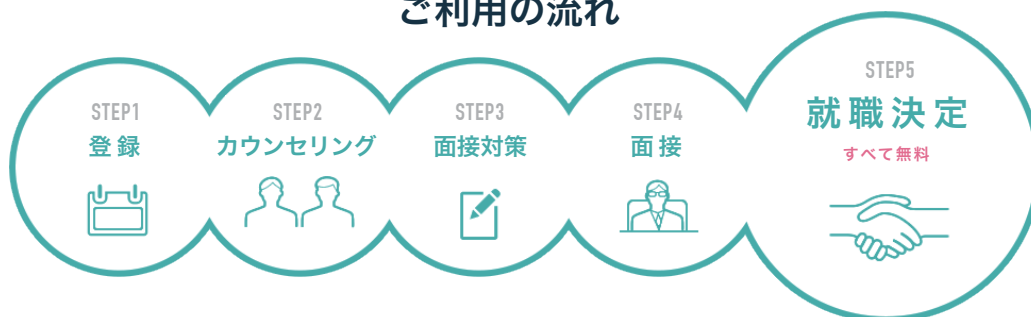 ご利用の流れ
STEP1
登録
STEP2
カウンセリング
STEP3
面接対策
STEP4
面接
STEP5
就職決定
すべて無料